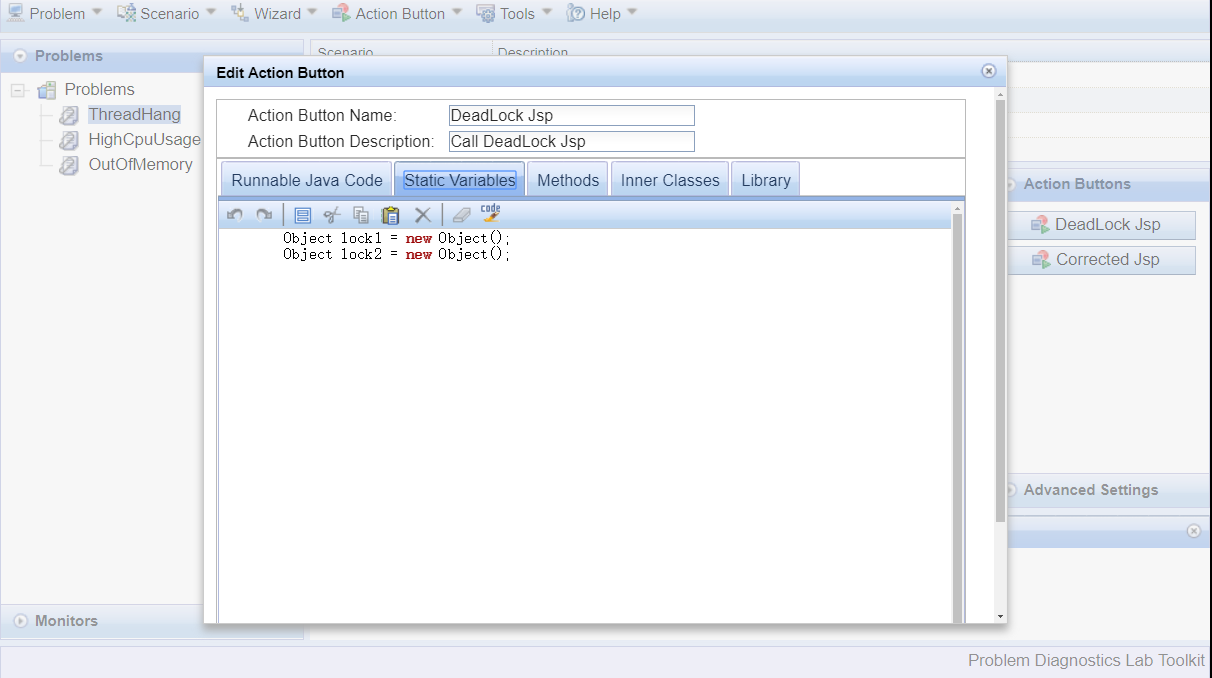 Problem Scenario Wizard Action Button Tools Help
Problems
Problems
ThreadHang
HighCpuUsage
OutOfMemory
Monitors
Scenario Description
Edit Action Button
Action Button Name: DeadLock Jsp
Action Button Description: Call DeadLock Jsp
Runnable Java Code Static Variables Methods Inner Classes Library
code
Object lock1 = new Object();
Object lock2 = new Object();
Action Buttons
DeadLock Jsp
Corrected Jsp
Advanced Settings
Problem Diagnostics Lab Toolkit